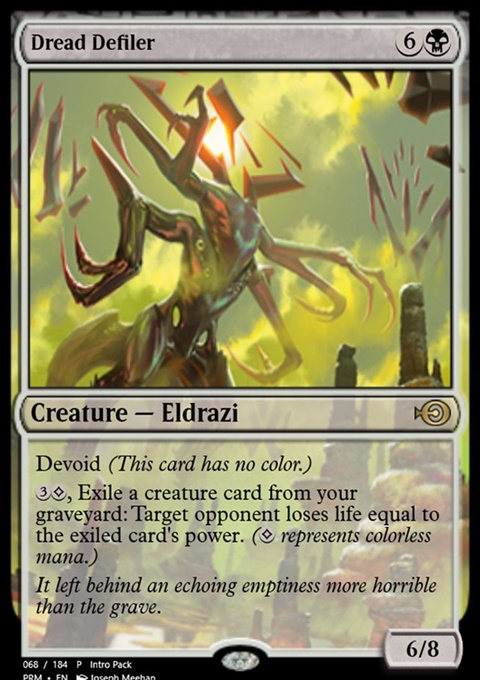 Dread Defiler 6
Creature — Eldrazi
Devoid (This card has no color.)
3, Exile a creature card from your
graveyard: Target opponent loses life equal to
the exiled card's power. ( represents colorless
mana.)
It left behind an echoing emptiness more horrible
than the grave.
6/8
068 / 184 P Intro Pack
PRM • EN Joseph Meehan